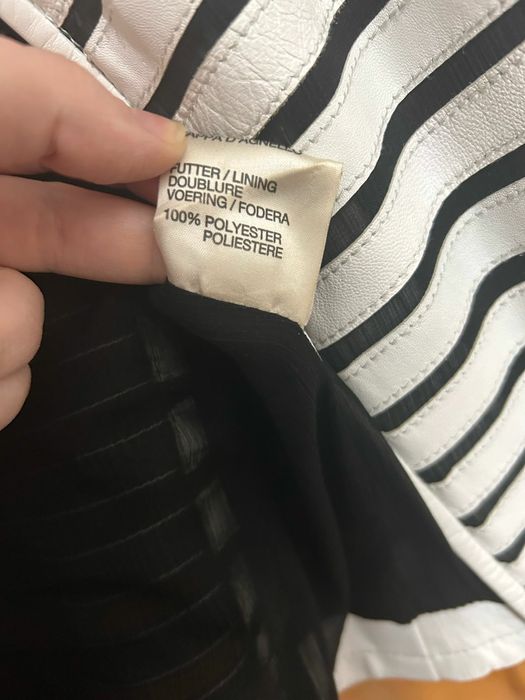 FUTTER / LINING
DOUBLURE
VOERING / FODERA
100% POLYESTER
POLIESTERE